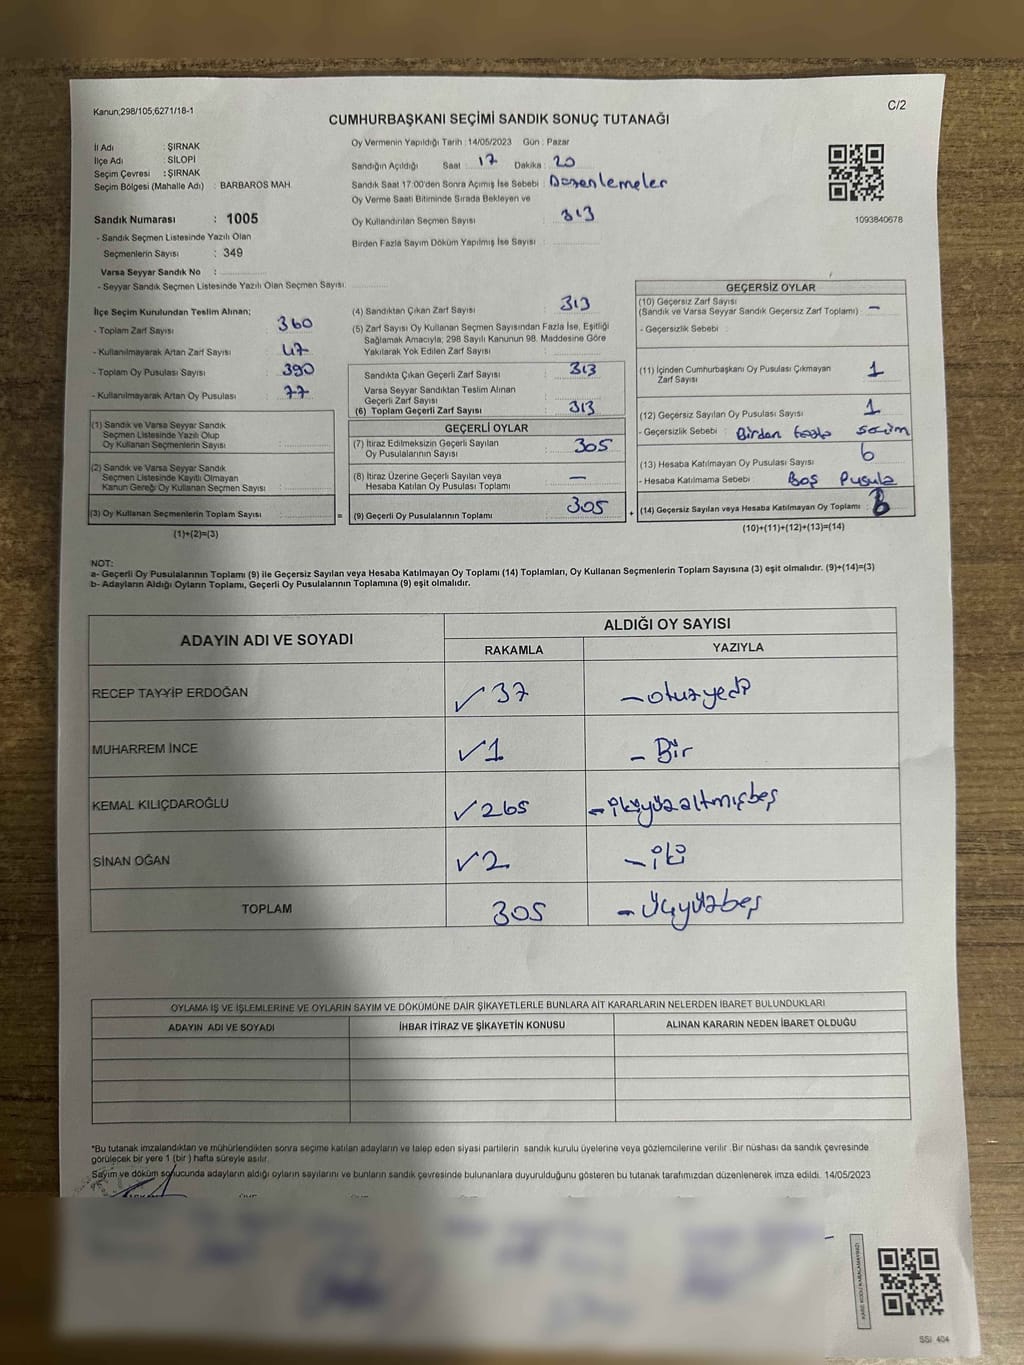 Kanun;298/105;6271/18-1
C/2
CUMHURBAŞKANI SEÇİMİ SANDIK SONUÇ TUTANAĞI
İl Adı : ŞIRNAK
İlçe Adı : SİLOPİ
Seçim Çevresi : ŞIRNAK
Seçim Bölgesi (Mahalle Adı) : BARBAROS MAH.
Sandık Numarası : 1005
- Sandık Seçmen Listesinde Yazılı Olan
Seçmenlerin Sayısı : 349
Varsa Seyyar Sandık No :
- Seyyar Sandık Seçmen Listesinde Yazılı Olan Seçmen Sayısı:
Oy Vermenin Yapıldığı Tarih : 14/05/2023 Gün : Pazar
Sandığın Açıldığı Saat : 17 Dakika : 20
Sandık Saat 17:00'den Sonra Açımış İse Sebebi : Düzenlemeler
Oy Verme Saati Bitiminde Sırada Bekleyen ve
Oy Kullandırılan Seçmen Sayısı : 313
Birden Fazla Sayım Döküm Yapılmış İse Sayısı :
1093840678
İlçe Seçim Kurulundan Teslim Alınan;
- Toplam Zarf Sayısı : 360
- Kullanılmayarak Artan Zarf Sayısı : 47
- Toplam Oy Pusulası Sayısı : 390
- Kullanılmayarak Artan Oy Pusulası : 77
(1) Sandık ve Varsa Seyyar Sandık
Seçmen Listesinde Yazılı Olup
Oy Kullanan Seçmenlerin Sayısı :
(2) Sandık ve Varsa Seyyar Sandık
Seçmen Listesinde Kayıtlı Olmayan
Kanun Gereği Oy Kullanan Seçmen Sayısı :
(3) Oy Kullanan Seçmenlerin Toplam Sayısı :
(1)+(2)=(3)
=
(4) Sandıktan Çıkan Zarf Sayısı : 313
(5) Zarf Sayısı Oy Kullanan Seçmen Sayısından Fazla İse, Eşitliği
Sağlamak Amacıyla; 298 Sayılı Kanunun 98. Maddesine Göre
Yakılarak Yok Edilen Zarf Sayısı :
Sandıkta Çıkan Geçerli Zarf Sayısı : 313
Varsa Seyyar Sandıktan Teslim Alınan
Geçerli Zarf Sayısı :
(6) Toplam Geçerli Zarf Sayısı : 313
GEÇERLİ OYLAR
(7) İtiraz Edilmeksizin Geçerli Sayılan
Oy Pusulalarının Sayısı : 305
(8) İtiraz Üzerine Geçerli Sayılan veya
Hesaba Katılan Oy Pusulası Toplamı : —
(9) Geçerli Oy Pusulalarının Toplamı : 305
+
GEÇERSİZ OYLAR
(10) Geçersiz Zarf Sayısı
(Sandık ve Varsa Seyyar Sandık Geçersiz Zarf Toplamı) : —
- Geçersizlik Sebebi :
(11) İçinden Cumhurbaşkanı Oy Pusulası Çıkmayan
Zarf Sayısı : 1
(12) Geçersiz Sayılan Oy Pusulası Sayısı : 1
- Geçersizlik Sebebi : Birden fazla seçim
(13) Hesaba Katılmayan Oy Pusulası Sayısı : 6
- Hesaba Katılmama Sebebi : Boş Pusula
(14) Geçersiz Sayılan veya Hesaba Katılmayan Oy Toplamı : 8
(10)+(11)+(12)+(13)=(14)
NOT:
a- Geçerli Oy Pusulalarının Toplamı (9) ile Geçersiz Sayılan veya Hesaba Katılmayan Oy Toplamı (14) Toplamları, Oy Kullanan Seçmenlerin Toplam Sayısına (3) eşit olmalıdır. (9)+(14)=(3)
b- Adayların Aldığı Oyların Toplamı, Geçerli Oy Pusulalarının Toplamına (9) eşit olmalıdır.
ADAYIN ADI VE SOYADI ALDIĞI OY SAYISI
RAKAMLA YAZIYLA
RECEP TAYYİP ERDOĞAN ✓37 — otuzyedi
MUHARREM İNCE ✓1 — Bir
KEMAL KILIÇDAROĞLU ✓265 — ikiyüzaltmışbeş
SİNAN OĞAN ✓2 — iki
TOPLAM 305 — üçyüzbeş
OYLAMA İŞ VE İŞLEMLERİNE VE OYLARIN SAYIM VE DÖKÜMÜNE DAİR ŞİKAYETLERLE BUNLARA AİT KARARLARIN NELERDEN İBARET BULUNDUKLARI
ADAYIN ADI VE SOYADI İHBAR İTİRAZ VE ŞİKAYETİN KONUSU ALINAN KARARIN NEDEN İBARET OLDUĞU
*Bu tutanak imzalandıktan ve mühürlendikten sonra seçime katılan adayların ve talep eden siyasi partilerin sandık kurulu üyelerine veya gözlemcilerine verilir. Bir nüshası da sandık çevresinde
görülecek bir yere 1 (bir) hafta süreyle asılır.
Sayım ve döküm sonucunda adayların aldığı oyların sayılarını ve bunların sandık çevresinde bulunanlara duyurulduğunu gösteren bu tutanak tarafımızdan düzenlenerek imza edildi. 14/05/2023
SSI 404